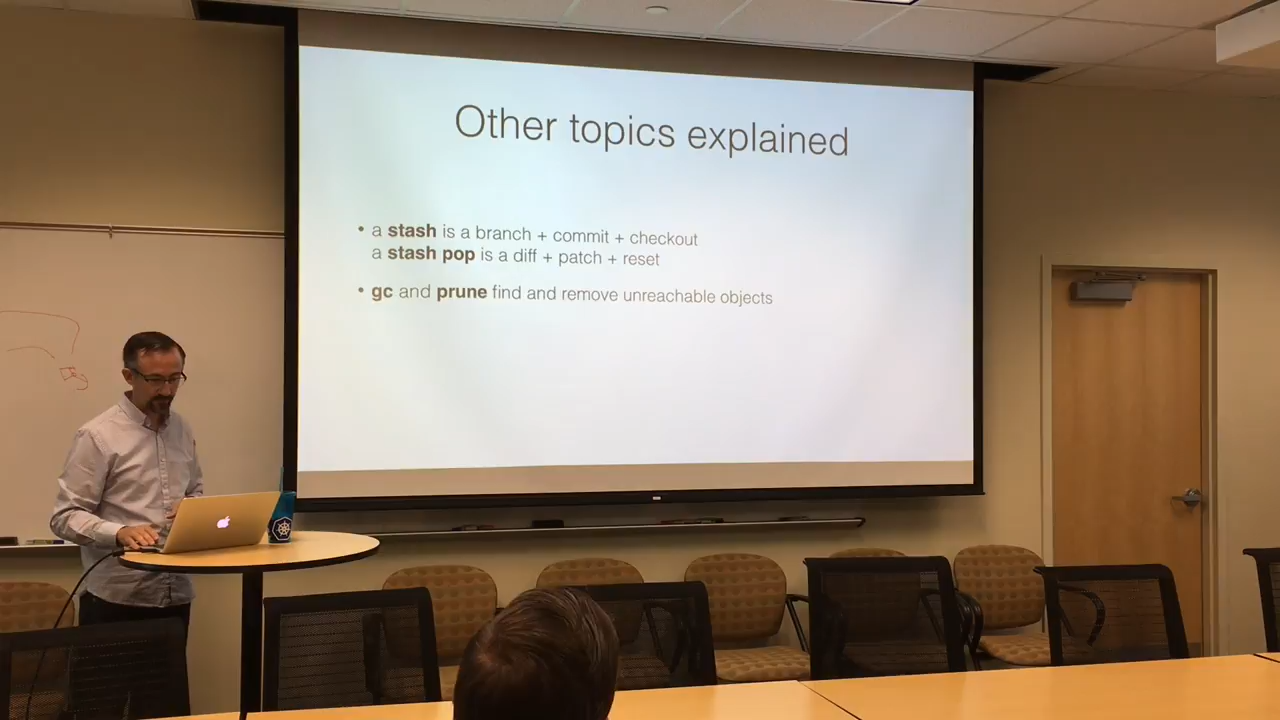 Other topics explained
• a stash is a branch + commit + checkout
a stash pop is a diff + patch + reset
• gc and prune find and remove unreachable objects